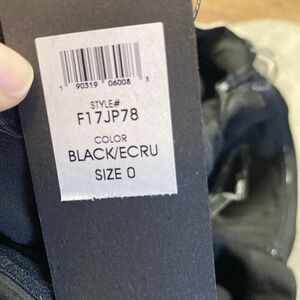 1 90319 06008 3
STYLE#
F17JP78
COLOR
BLACK/ECRU
SIZE 0